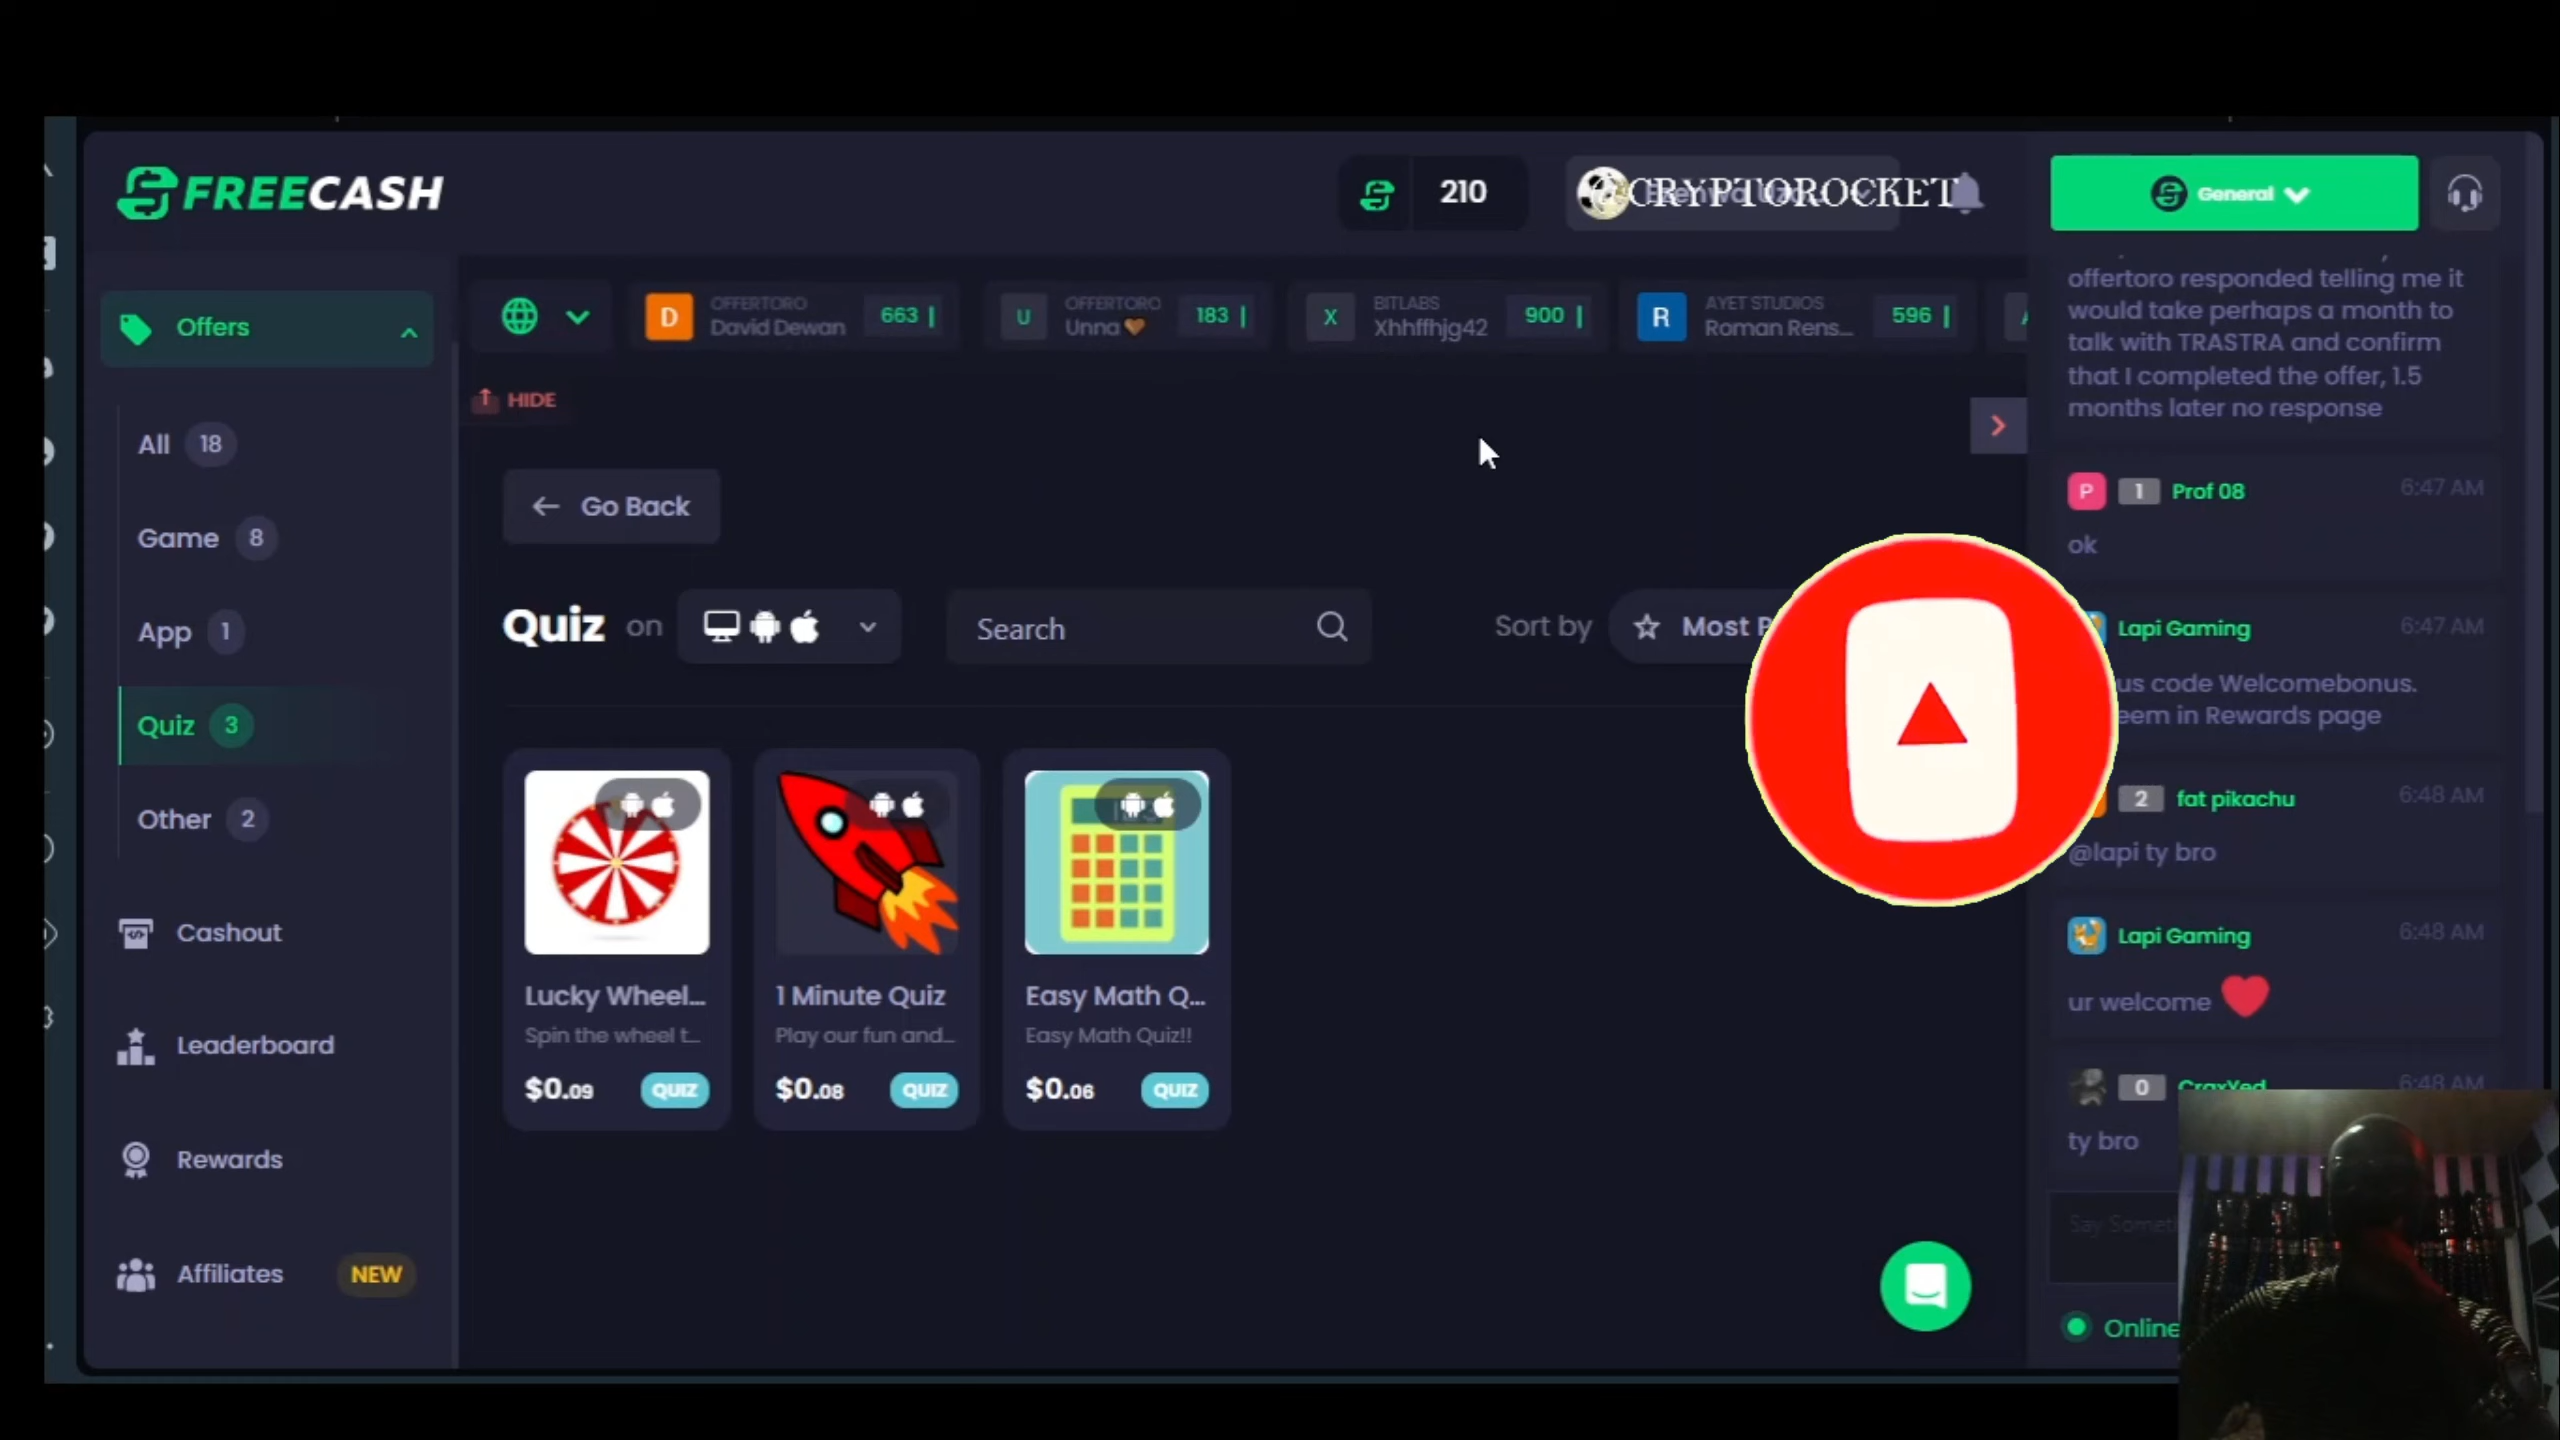 FREECASH
210
@CRYPTOROCKET
General
Offers
All 18
Game 8
App 1
Quiz 3
Other 2
Cashout
Leaderboard
Rewards
Affiliates NEW
D OFFERTORO
David Dewan 663
U OFFERTORO
Unna 183
X BITLABS
Xhhffhjg42 900
R AYET STUDIOS
Roman Rens... 596
HIDE
Go Back
Quiz on
Search
Sort by
Most
Lucky Wheel...
Spin the wheel t...
$0.09 QUIZ
1 Minute Quiz
Play our fun and...
$0.08 QUIZ
Easy Math Q...
Easy Math Quiz!!
$0.06 QUIZ
offertoro responded telling me it
would take perhaps a month to
talk with TRASTRA and confirm
that I completed the offer, 1.5
months later no response
P 1 Prof 08 6:47 AM
ok
Lapi Gaming 6:47 AM
us code Welcomebonus.
eem in Rewards page
2 fat pikachu 6:48 AM
@lapi ty bro
Lapi Gaming 6:48 AM
ur welcome
0 CraxYed 6:48 AM
ty bro
Say
Online